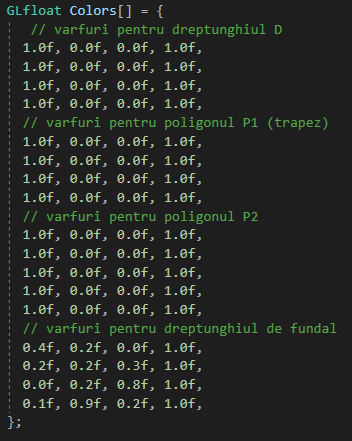 GLfloat Colors[] = {
// varfuri pentru dreptunghiul D
1.0f, 0.0f, 0.0f, 1.0f,
1.0f, 0.0f, 0.0f, 1.0f,
1.0f, 0.0f, 0.0f, 1.0f,
1.0f, 0.0f, 0.0f, 1.0f,
// varfuri pentru poligonul P1 (trapez)
1.0f, 0.0f, 0.0f, 1.0f,
1.0f, 0.0f, 0.0f, 1.0f,
1.0f, 0.0f, 0.0f, 1.0f,
1.0f, 0.0f, 0.0f, 1.0f,
// varfuri pentru poligonul P2
1.0f, 0.0f, 0.0f, 1.0f,
1.0f, 0.0f, 0.0f, 1.0f,
1.0f, 0.0f, 0.0f, 1.0f,
1.0f, 0.0f, 0.0f, 1.0f,
1.0f, 0.0f, 0.0f, 1.0f,
// varfuri pentru dreptunghiul de fundal
0.4f, 0.2f, 0.0f, 1.0f,
0.2f, 0.2f, 0.3f, 1.0f,
0.0f, 0.2f, 0.8f, 1.0f,
0.1f, 0.9f, 0.2f, 1.0f,
};